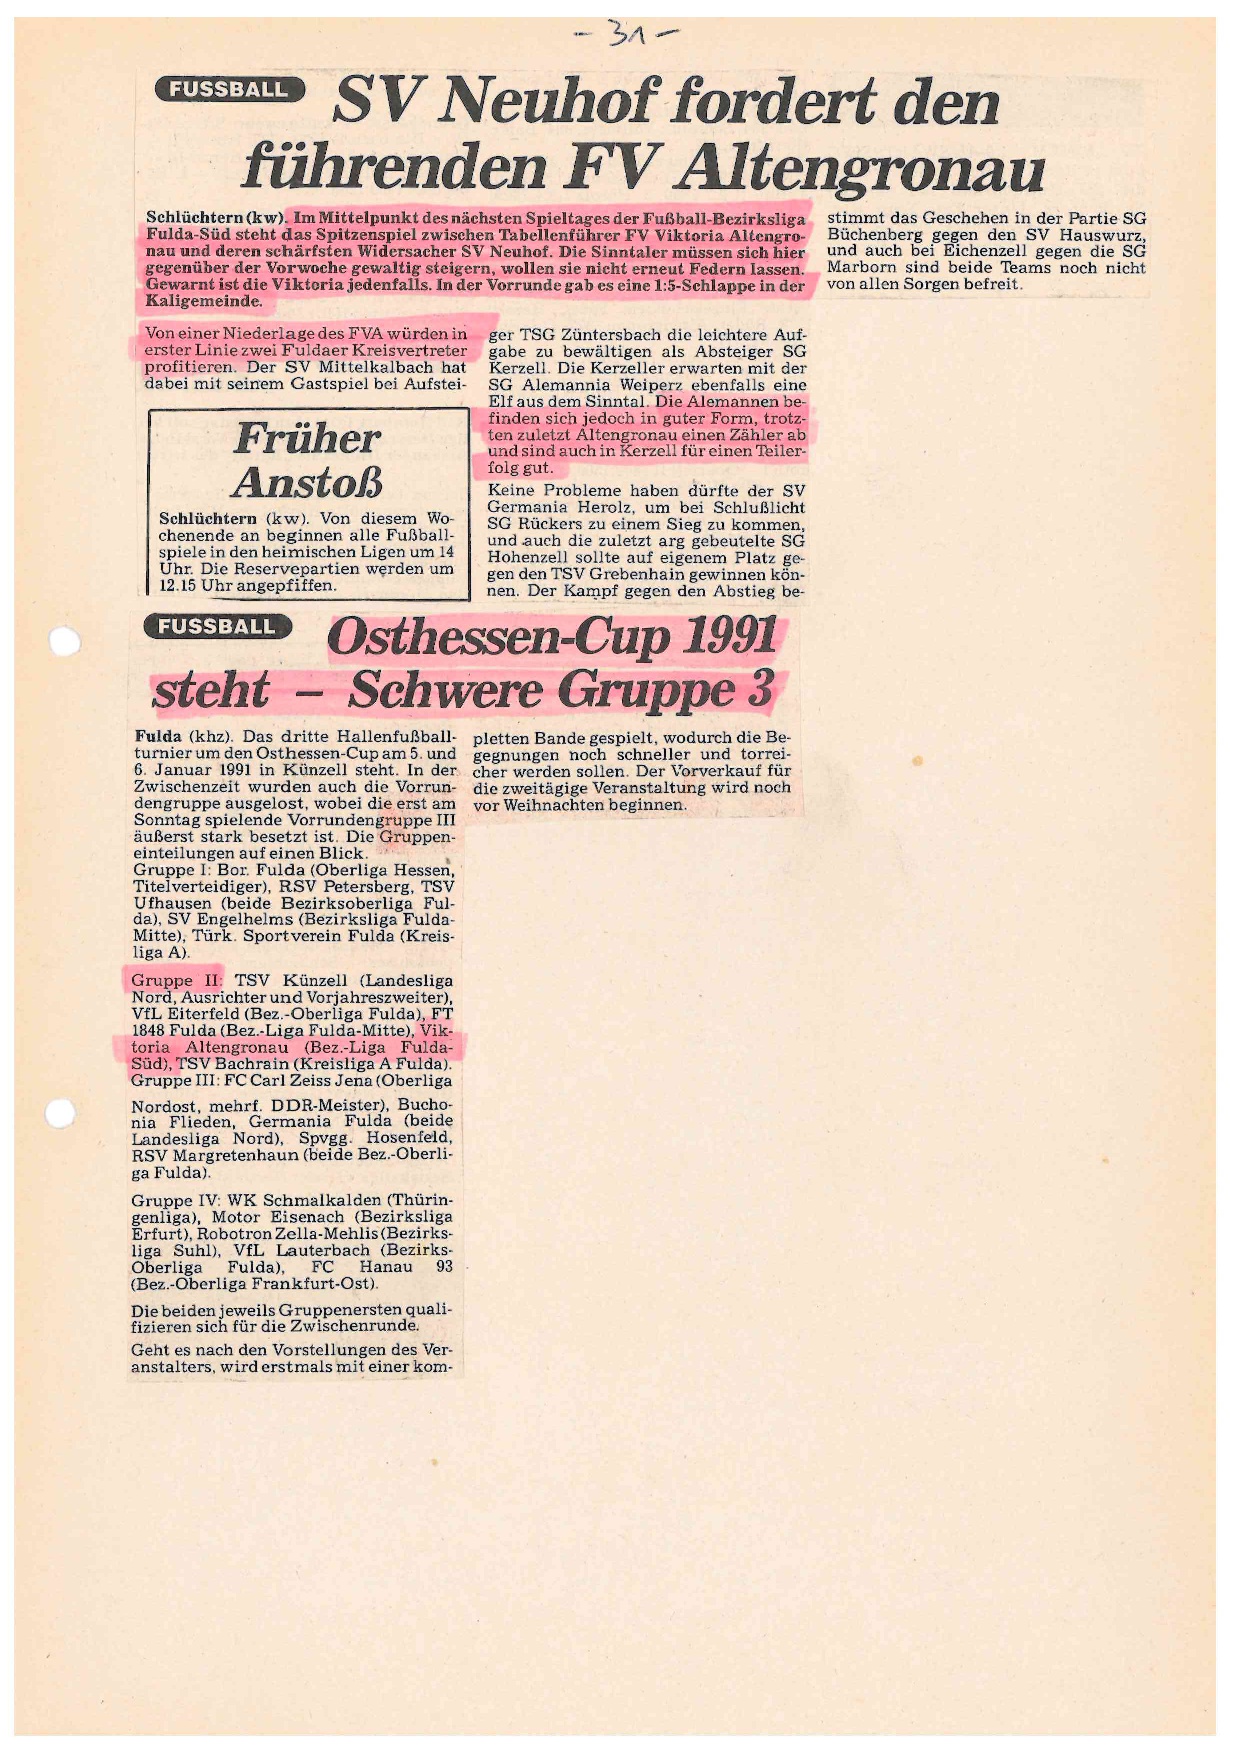 - 31 -
FUSSBALL
SV Neuhof fordert den
führenden FV Altengronau
Schlüchtern (kw). Im Mittelpunkt des nächsten Spieltages der Fußball-Bezirksliga
Fulda-Süd steht das Spitzenspiel zwischen Tabellenführer FV Viktoria Altengro-
nau und deren schärfsten Widersacher SV Neuhof. Die Sinntaler müssen sich hier
gegenüber der Vorwoche gewaltig steigern, wollen sie nicht erneut Federn lassen.
Gewarnt ist die Viktoria jedenfalls. In der Vorrunde gab es eine 1:5-Schlappe in der
Kaligemeinde.
Von einer Niederlage des FVA würden in
erster Linie zwei Fuldaer Kreisvertreter
profitieren. Der SV Mittelkalbach hat
dabei mit seinem Gastspiel bei Aufstei-
ger TSG Züntersbach die leichtere Auf-
gabe zu bewältigen als Absteiger SG
Kerzell. Die Kerzeller erwarten mit der
SG Alemannia Weiperz ebenfalls eine
Elf aus dem Sinntal. Die Alemannen be-
finden sich jedoch in guter Form, trotz-
ten zuletzt Altengronau einen Zähler ab
und sind auch in Kerzell für einen Teiler-
folg gut.
Keine Probleme haben dürfte der SV
Germania Herolz, um bei Schlußlicht
SG Rückers zu einem Sieg zu kommen,
und auch die zuletzt arg gebeutelte SG
Hohenzell sollte auf eigenem Platz ge-
gen den TSV Grebenhain gewinnen kön-
nen. Der Kampf gegen den Abstieg be-
stimmt das Geschehen in der Partie SG
Büchenberg gegen den SV Hauswurz,
und auch bei Eichenzell gegen die SG
Marborn sind beide Teams noch nicht
von allen Sorgen befreit.
Früher
Anstoß
Schlüchtern (kw). Von diesem Wo-
chenende an beginnen alle Fußball-
spiele in den heimischen Ligen um 14
Uhr. Die Reservepartien werden um
12.15 Uhr angepfiffen.
FUSSBALL
Osthessen-Cup 1991
steht – Schwere Gruppe 3
Fulda (khz). Das dritte Hallenfußball-
turnier um den Osthessen-Cup am 5. und
6. Januar 1991 in Künzell steht. In der
Zwischenzeit wurden auch die Vorrun-
dengruppe ausgelost, wobei die erst am
Sonntag spielende Vorrundengruppe III
äußerst stark besetzt ist. Die Gruppen-
einteilungen auf einen Blick.
Gruppe I: Bor. Fulda (Oberliga Hessen,
Titelverteidiger), RSV Petersberg, TSV
Ufhausen (beide Bezirksoberliga Ful-
da), SV Engelhelms (Bezirksliga Fulda-
Mitte), Türk. Sportverein Fulda (Kreis-
liga A).
Gruppe II: TSV Künzell (Landesliga
Nord, Ausrichter und Vorjahreszweiter),
VfL Eiterfeld (Bez.-Oberliga Fulda), FT
1848 Fulda (Bez.-Liga Fulda-Mitte), Vik-
toria Altengronau (Bez.-Liga Fulda-
Süd), TSV Bachrain (Kreisliga A Fulda).
Gruppe III: FC Carl Zeiss Jena (Oberliga
Nordost, mehrf. DDR-Meister), Bucho-
nia Flieden, Germania Fulda (beide
Landesliga Nord), Spvgg. Hosenfeld,
RSV Margretenhaun (beide Bez.-Oberli-
ga Fulda).
Gruppe IV: WK Schmalkalden (Thürin-
genliga), Motor Eisenach (Bezirksliga
Erfurt), Robotron Zella-Mehlis (Bezirks-
liga Suhl), VfL Lauterbach (Bezirks-
Oberliga Fulda), FC Hanau 93
(Bez.-Oberliga Frankfurt-Ost).
Die beiden jeweils Gruppenersten quali-
fizieren sich für die Zwischenrunde.
Geht es nach den Vorstellungen des Ver-
anstalters, wird erstmals mit einer kom-
pletten Bande gespielt, wodurch die Be-
gegnungen noch schneller und torrei-
cher werden sollen. Der Vorverkauf für
die zweitägige Veranstaltung wird noch
vor Weihnachten beginnen.